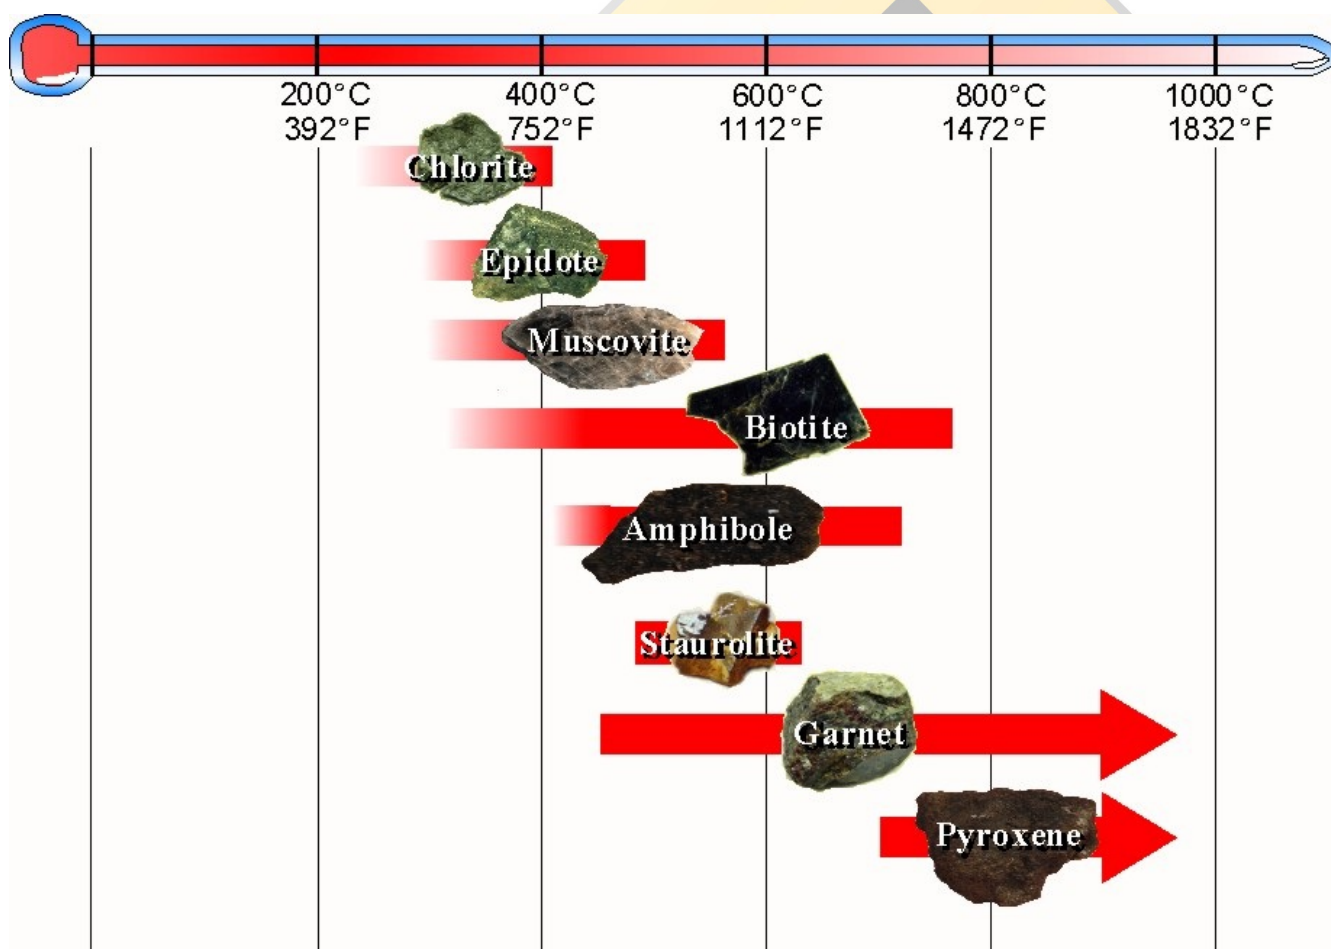 200°C 400°C 600°C 800°C 1000°C
392°F 752°F 1112°F 1472°F 1832°F
Chlorite
Epidote
Muscovite
Biotite
Amphibole
Staurolite
Garnet
Pyroxene